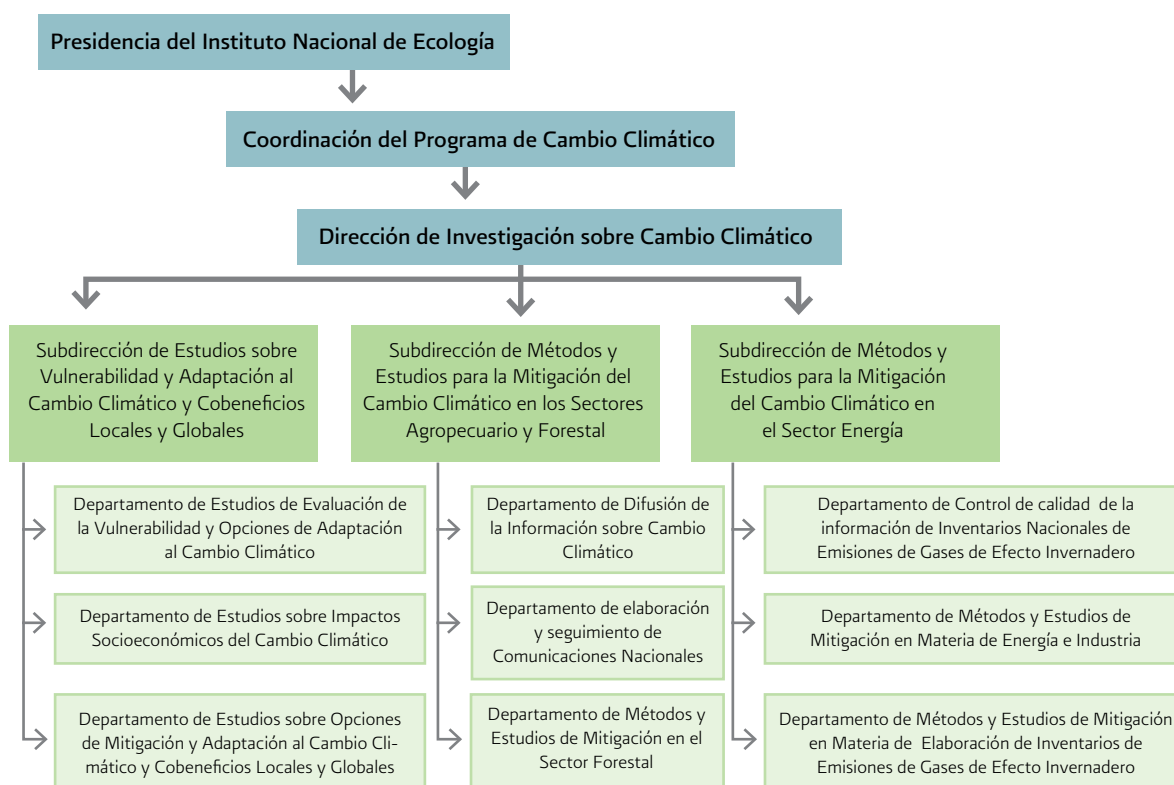 Presidencia del Instituto Nacional de Ecología
Coordinación del Programa de Cambio Climático
Dirección de Investigación sobre Cambio Climático
Subdirección de Estudios sobre
Vulnerabilidad y Adaptación al
Cambio Climático y Cobeneficios
Locales y Globales
Departamento de Estudios de Evaluación de
la Vulnerabilidad y Opciones de Adaptación
al Cambio Climático
Departamento de Estudios sobre Impactos
Socioeconómicos del Cambio Climático
Departamento de Estudios sobre Opciones
de Mitigación y Adaptación al Cambio Cli-
mático y Cobeneficios Locales y Globales
Subdirección de Métodos y
Estudios para la Mitigación del
Cambio Climático en los Sectores
Agropecuario y Forestal
Departamento de Difusión de
la Información sobre Cambio
Climático
Departamento de elaboración
y seguimiento de
Comunicaciones Nacionales
Departamento de Métodos y
Estudios de Mitigación en el
Sector Forestal
Subdirección de Métodos y
Estudios para la Mitigación
del Cambio Climático en
el Sector Energía
Departamento de Control de calidad de la
información de Inventarios Nacionales de
Emisiones de Gases de Efecto Invernadero
Departamento de Métodos y Estudios de
Mitigación en Materia de Energía e Industria
Departamento de Métodos y Estudios de Mitigación
en Materia de Elaboración de Inventarios de
Emisiones de Gases de Efecto Invernadero